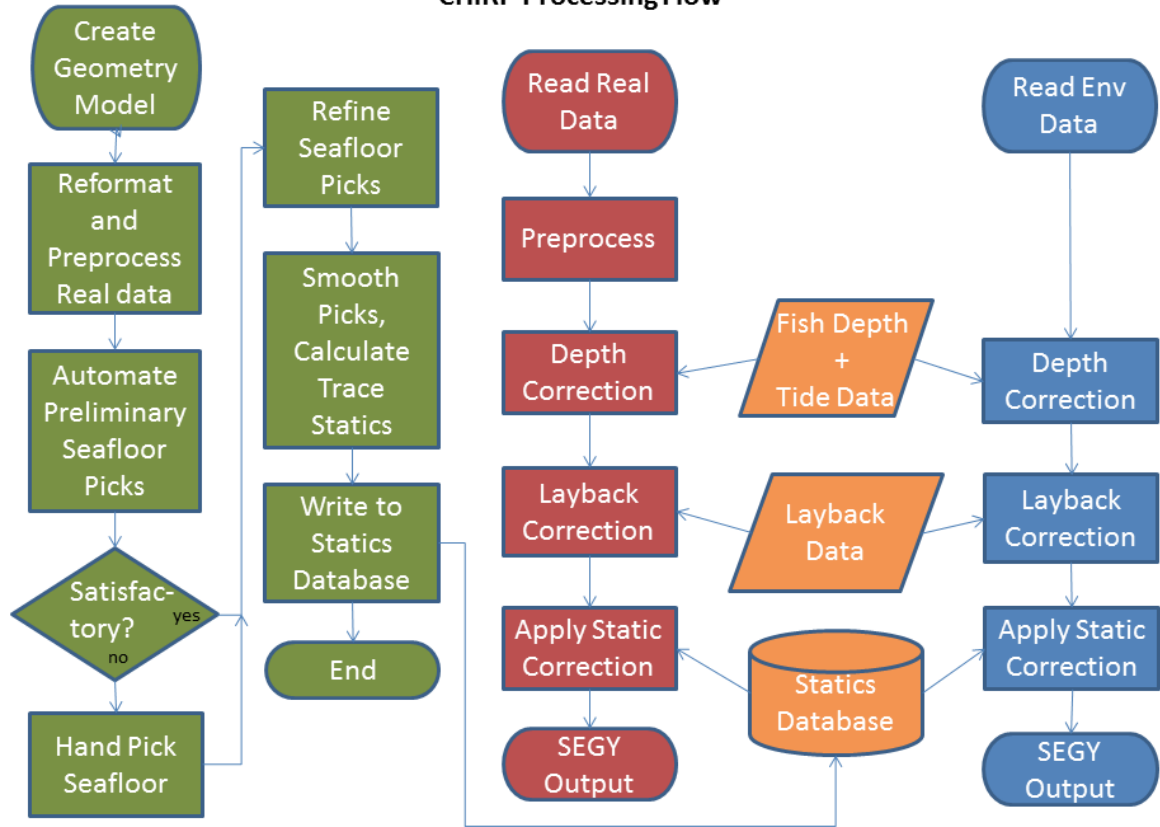 CHIRP Processing Flow
Create
Geometry
Model
Reformat
and
Preprocess
Real data
Automate
Preliminary
Seafloor
Picks
Satisfac-
tory?
yes
no
Hand Pick
Seafloor
Refine
Seafloor
Picks
Smooth
Picks,
Calculate
Trace
Statics
Write to
Statics
Database
End
Read Real
Data
Preprocess
Depth
Correction
Layback
Correction
Apply Static
Correction
SEGY
Output
Fish Depth
+
Tide Data
Layback
Data
Statics
Database
Read Env
Data
Depth
Correction
Layback
Correction
Apply Static
Correction
SEGY
Output